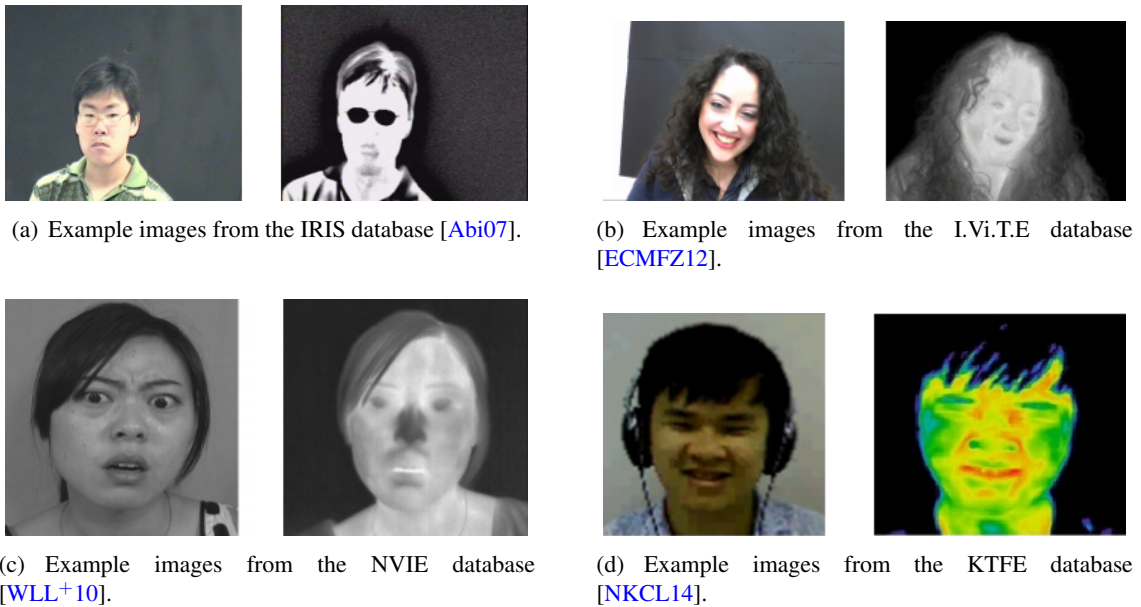 (a) Example images from the IRIS database [Abi07].
(b) Example images from the I.Vi.T.E database
[ECMFZ12].
(c) Example images from the NVIE database
[WLL+10].
(d) Example images from the KTFE database
[NKCL14].